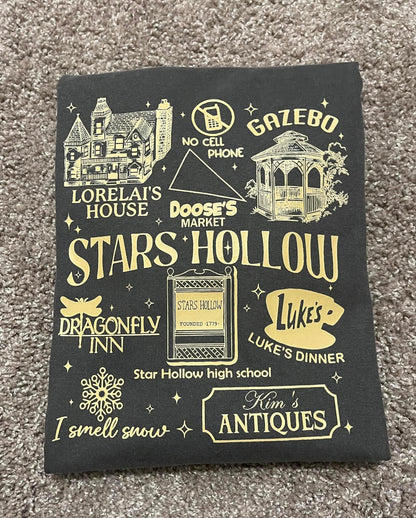 NO CELL
PHONE
GAZEBO
LORELAI'S
HOUSE
DOOSE'S
MARKET
STARS HOLLOW
STARS HOLLOW
FOUNDED ·1779·
DRAGONFLY
INN
LUKE'S
LUKE'S DINNER
Star Hollow high school
I smell snow
Kim's
ANTIQUES